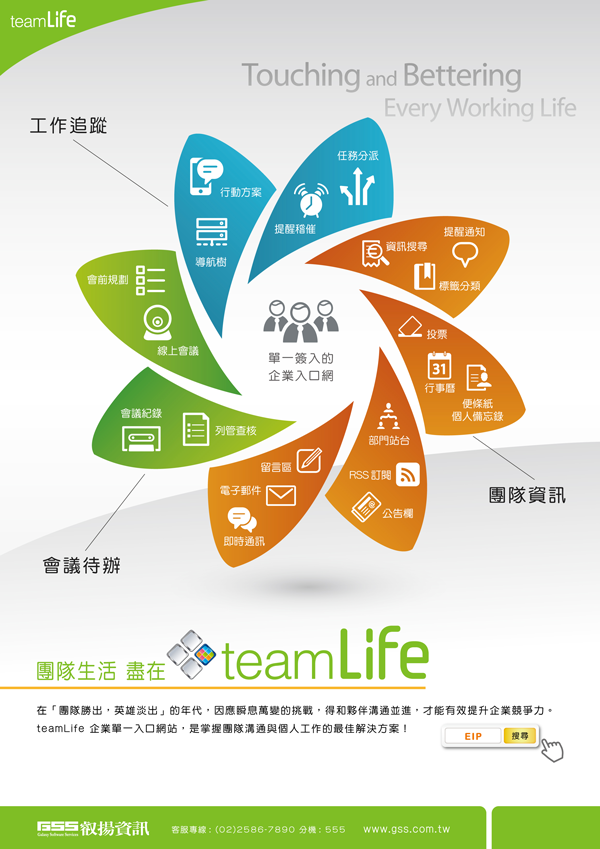 teamLife
Touching and Bettering
Every Working Life
工作追蹤
行動方案
導航樹
任務分派
提醒稽催
提醒通知
資訊搜尋
標籤分類
會前規劃
線上會議
單一簽入的
企業入口網
投票
31
行事曆
便條紙
個人備忘錄
會議紀錄
列管查核
部門站台
RSS 訂閱
公告欄
留言區
電子郵件
即時通訊
團隊資訊
會議待辦
團隊生活 盡在 teamLife
在「團隊勝出，英雄淡出」的年代，因應瞬息萬變的挑戰，得和夥伴溝通並進，才能有效提升企業競爭力。
teamLife 企業單一入口網站，是掌握團隊溝通與個人工作的最佳解決方案！
EIP 搜尋
GSS 叡揚資訊 客服專線：(02)2586-7890 分機：555 www.gss.com.tw
Galaxy Software Services